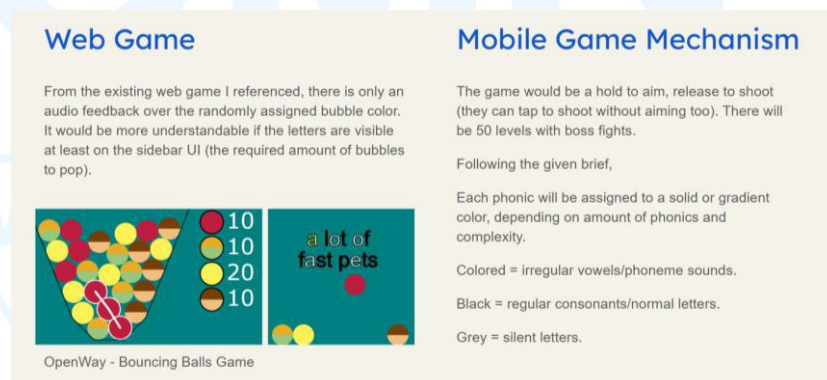 Web Game
From the existing web game I referenced, there is only an
audio feedback over the randomly assigned bubble color.
It would be more understandable if the letters are visible
at least on the sidebar UI (the required amount of bubbles
to pop).
10
10
20
10
a lot of
fast pets
OpenWay - Bouncing Balls Game
Mobile Game Mechanism
The game would be a hold to aim, release to shoot
(they can tap to shoot without aiming too). There will
be 50 levels with boss fights.
Following the given brief,
Each phonic will be assigned to a solid or gradient
color, depending on amount of phonics and
complexity.
Colored = irregular vowels/phoneme sounds.
Black = regular consonants/normal letters.
Grey = silent letters.